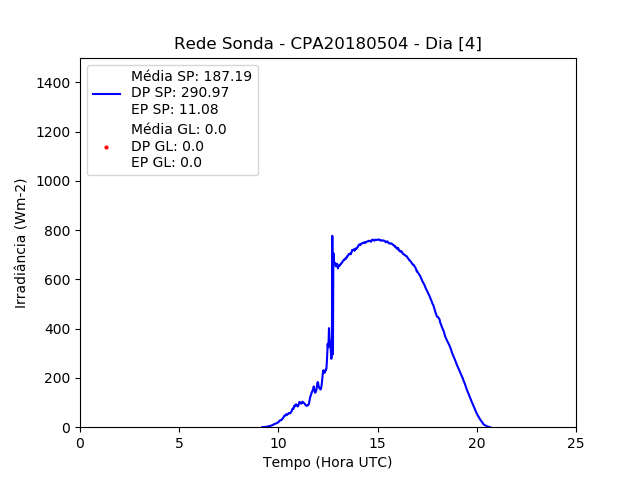 Rede Sonda - CPA20180504 - Dia [4]
Média SP: 187.19
DP SP: 290.97
EP SP: 11.08
Média GL: 0.0
DP GL: 0.0
EP GL: 0.0
Irradiância (Wm-2)
1400
1200
1000
800
600
400
200
0
0 5 10 15 20 25
Tempo (Hora UTC)